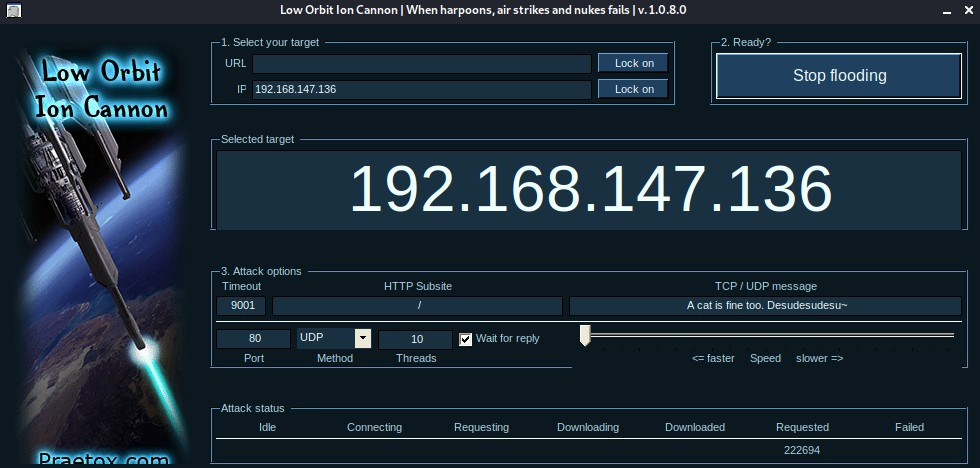 Low Orbit Ion Cannon | When harpoons, air strikes and nukes fails | v. 1.0.8.0
Low Orbit
Ion Cannon
Praetox.com
1. Select your target
URL Lock on
IP 192.168.147.136 Lock on
2. Ready?
Stop flooding
Selected target
192.168.147.136
3. Attack options
Timeout HTTP Subsite TCP / UDP message
9001 / A cat is fine too. Desudesudesu~
80 UDP 10 Wait for reply
Port Method Threads <= faster Speed slower =>
Attack status
Idle Connecting Requesting Downloading Downloaded Requested Failed
222694